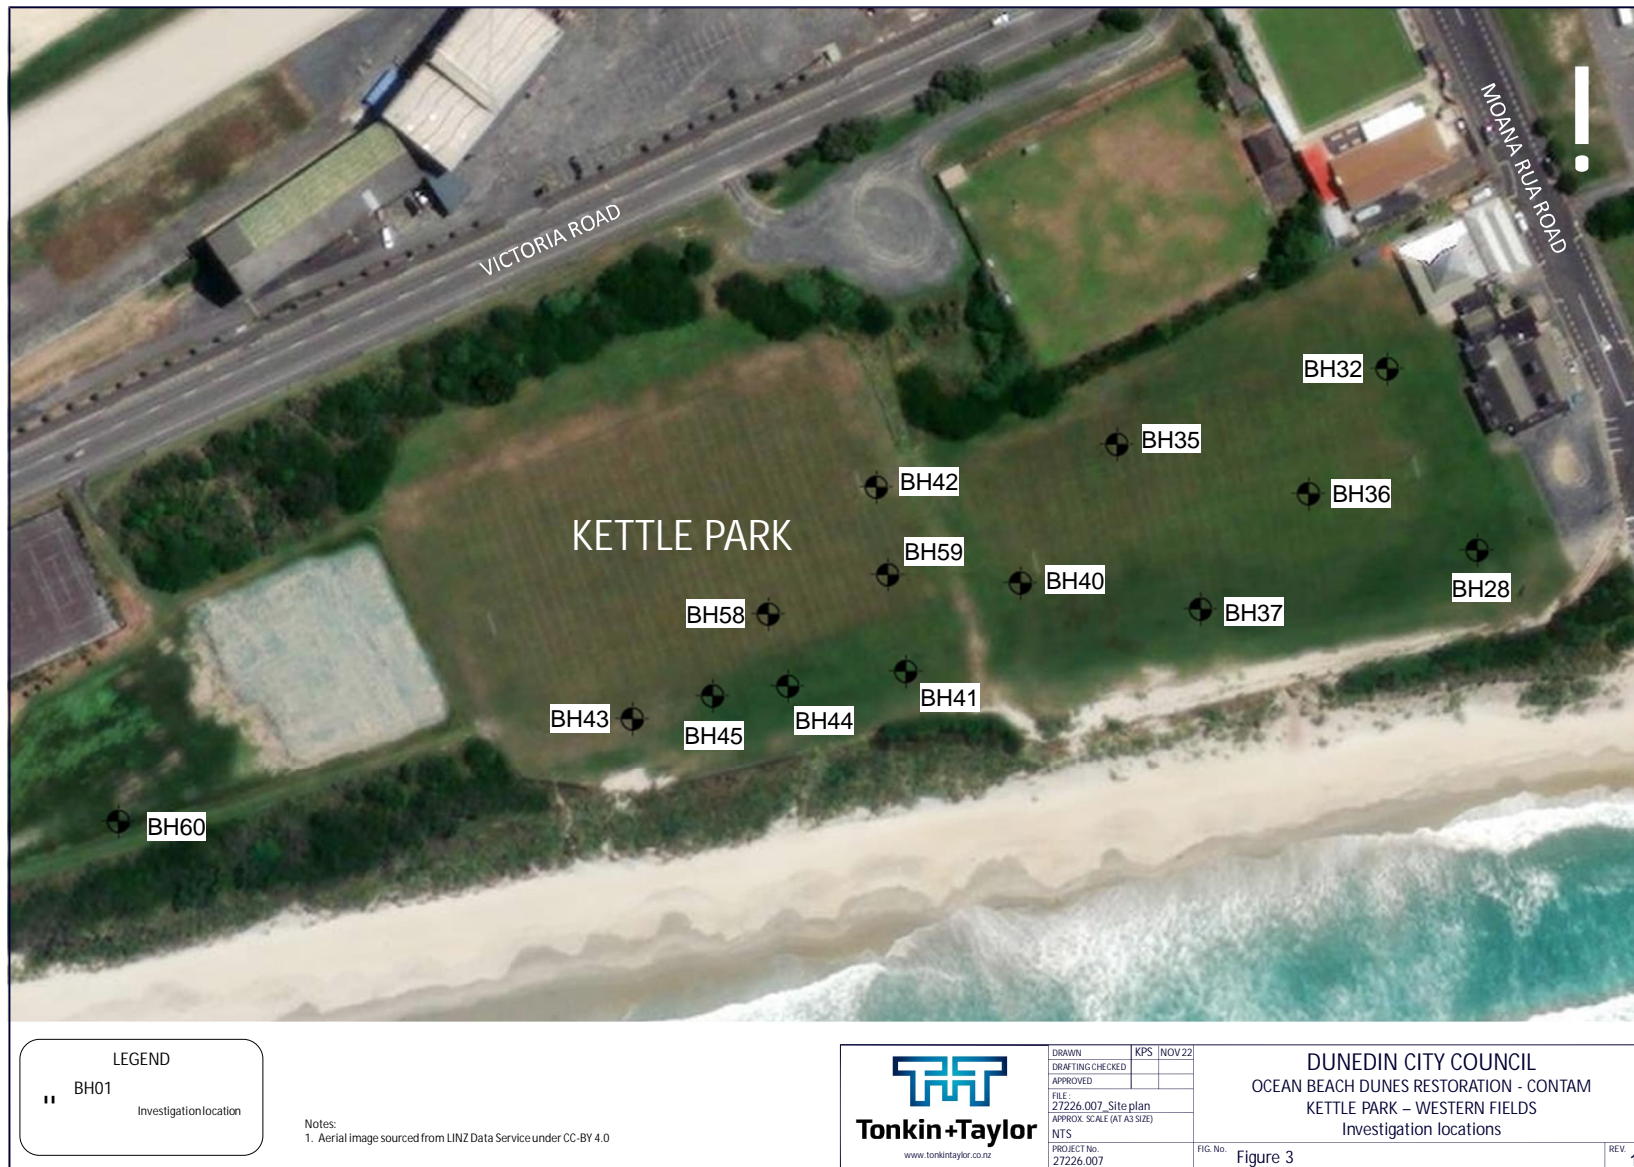 MOANA RUA ROAD
VICTORIA ROAD
BH32
BH35
BH42
BH36
KETTLE PARK
BH59
BH40
BH28
BH58
BH37
BH41
BH43
BH44
BH45
BH60
LEGEND
BH01
Investigation location
Notes:
1. Aerial image sourced from LINZ Data Service under CC-BY 4.0
Tonkin+Taylor
www.tonkintaylor.co.nz
DRAWN KPS NOV 22
DRAFTING CHECKED
APPROVED
FILE :
27226.007_Site plan
APPROX. SCALE (AT A3 SIZE)
NTS
PROJECT No.
27226.007
DUNEDIN CITY COUNCIL
OCEAN BEACH DUNES RESTORATION - CONTAM
KETTLE PARK – WESTERN FIELDS
Investigation locations
FIG. No. Figure 3
REV.